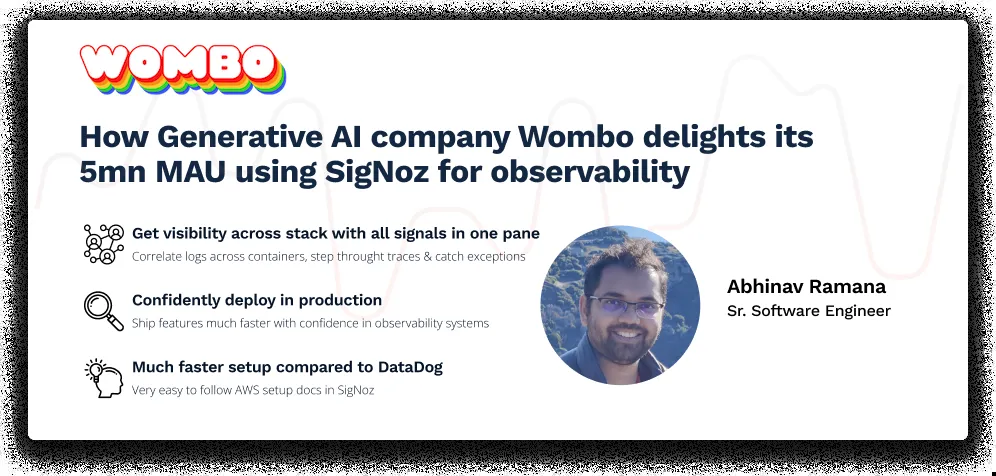 WOMBO
How Generative AI company Wombo delights its
5mn MAU using SigNoz for observability
Get visibility across stack with all signals in one pane
Correlate logs across containers, step throught traces & catch exceptions
Confidently deploy in production
Ship features much faster with confidence in observability systems
Much faster setup compared to DataDog
Very easy to follow AWS setup docs in SigNoz
Abhinav Ramana
Sr. Software Engineer